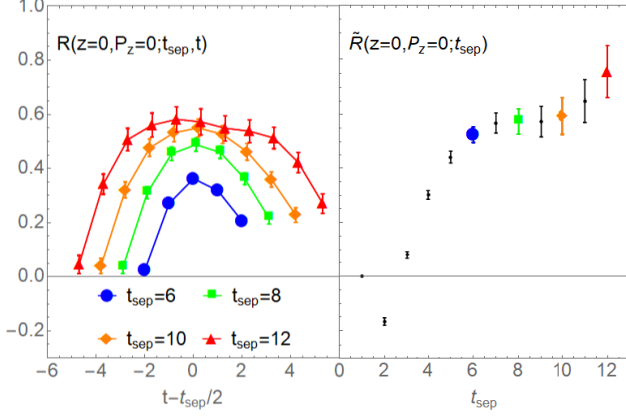 R(z=0,P_z=0;t_sep,t)
R̃(z=0,P_z=0;t_sep)
1.0
0.8
0.6
0.4
0.2
0.0
−0.2
t_sep=6
t_sep=8
t_sep=10
t_sep=12
−6 −4 −2 0 2 4 6
0 2 4 6 8 10 12
t−t_sep/2
t_sep